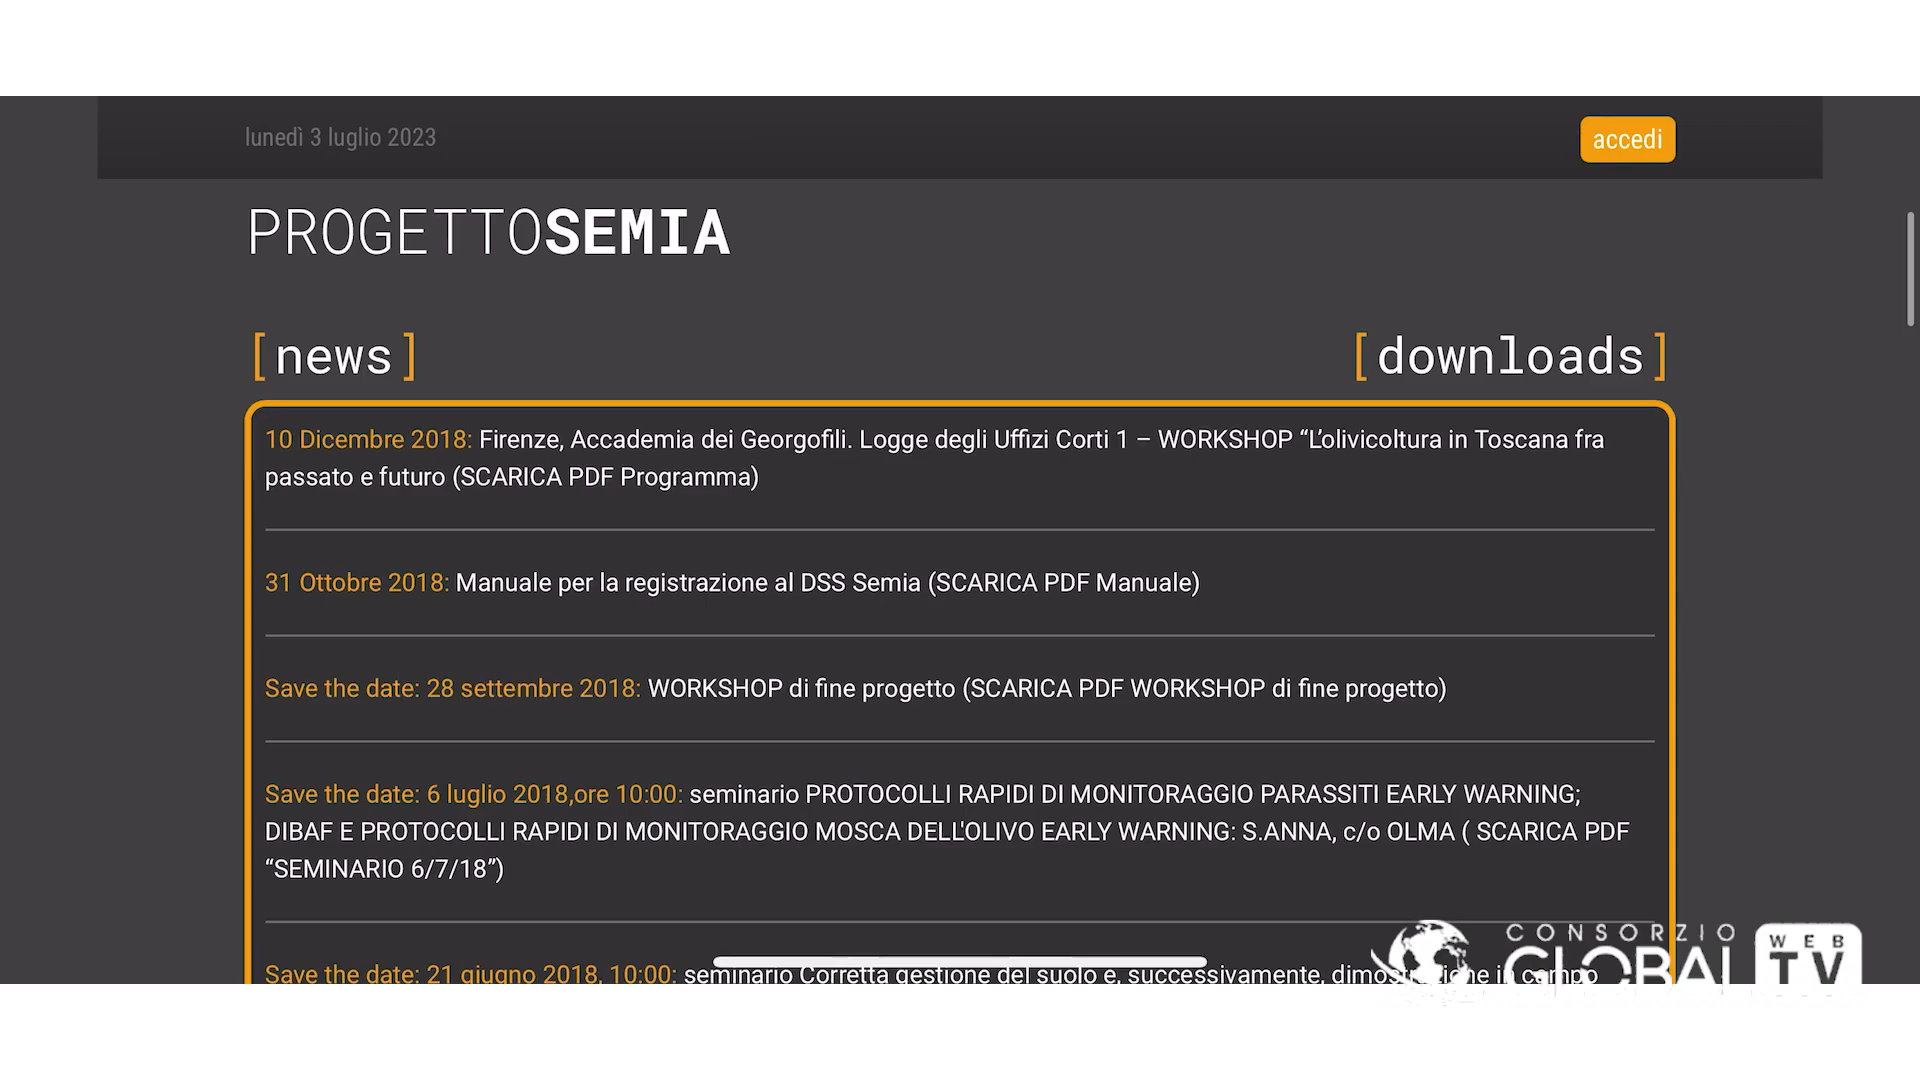 lunedì 3 luglio 2023
accedi
PROGETTOSEMIA
[news]
[downloads]
10 Dicembre 2018: Firenze, Accademia dei Georgofili. Logge degli Uffizi Corti 1 – WORKSHOP “L’olivicoltura in Toscana fra
passato e futuro (SCARICA PDF Programma)
31 Ottobre 2018: Manuale per la registrazione al DSS Semia (SCARICA PDF Manuale)
Save the date: 28 settembre 2018: WORKSHOP di fine progetto (SCARICA PDF WORKSHOP di fine progetto)
Save the date: 6 luglio 2018,ore 10:00: seminario PROTOCOLLI RAPIDI DI MONITORAGGIO PARASSITI EARLY WARNING;
DIBAF E PROTOCOLLI RAPIDI DI MONITORAGGIO MOSCA DELL'OLIVO EARLY WARNING: S.ANNA, c/o OLMA ( SCARICA PDF
“SEMINARIO 6/7/18”)
Save the date: 21 giugno 2018, 10:00: seminario Corretta gestione del suolo e, successivamente, dimostrazione in campo
CONSORZIO
GLOBAL
WEB
TV